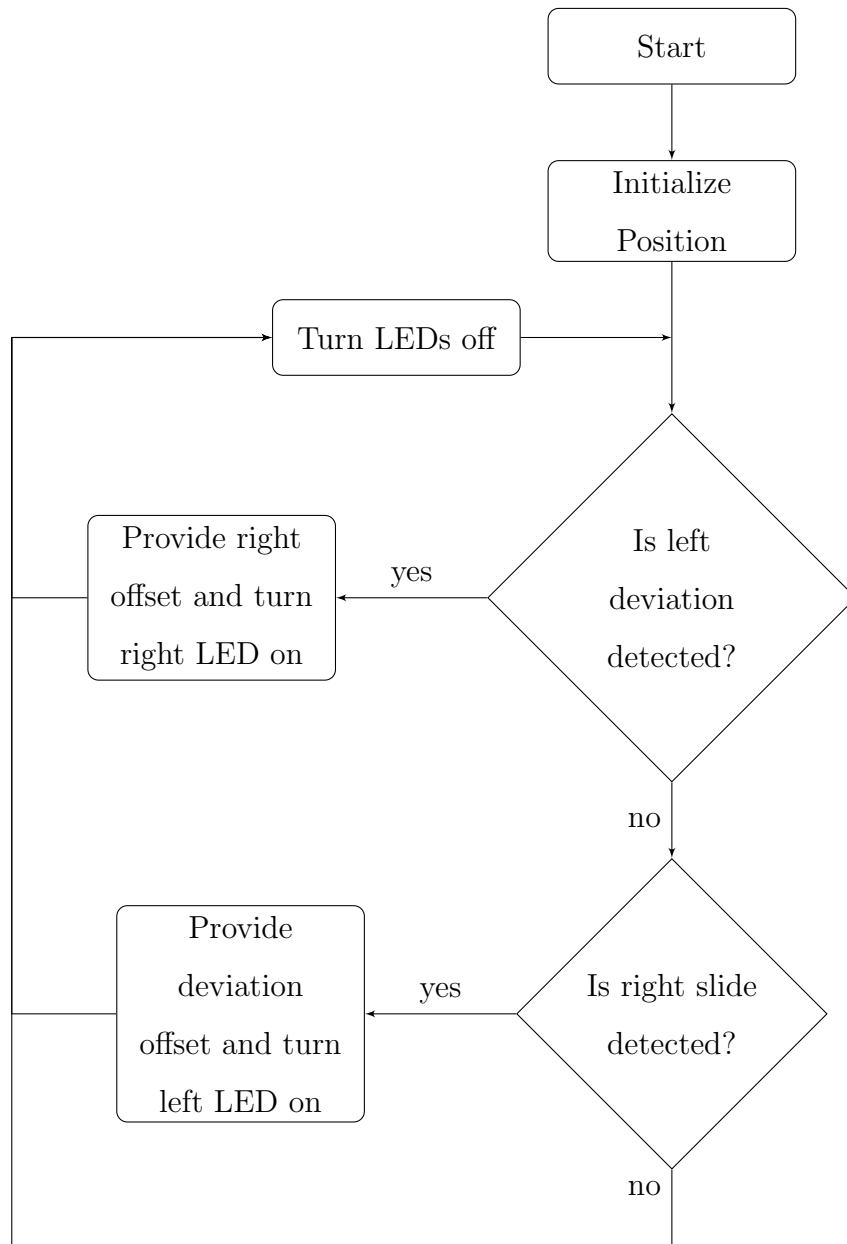 Start
Initialize
Position
Turn LEDs off
Is left
deviation
detected?
yes
Provide right
offset and turn
right LED on
no
Is right slide
detected?
yes
Provide
deviation
offset and turn
left LED on
no